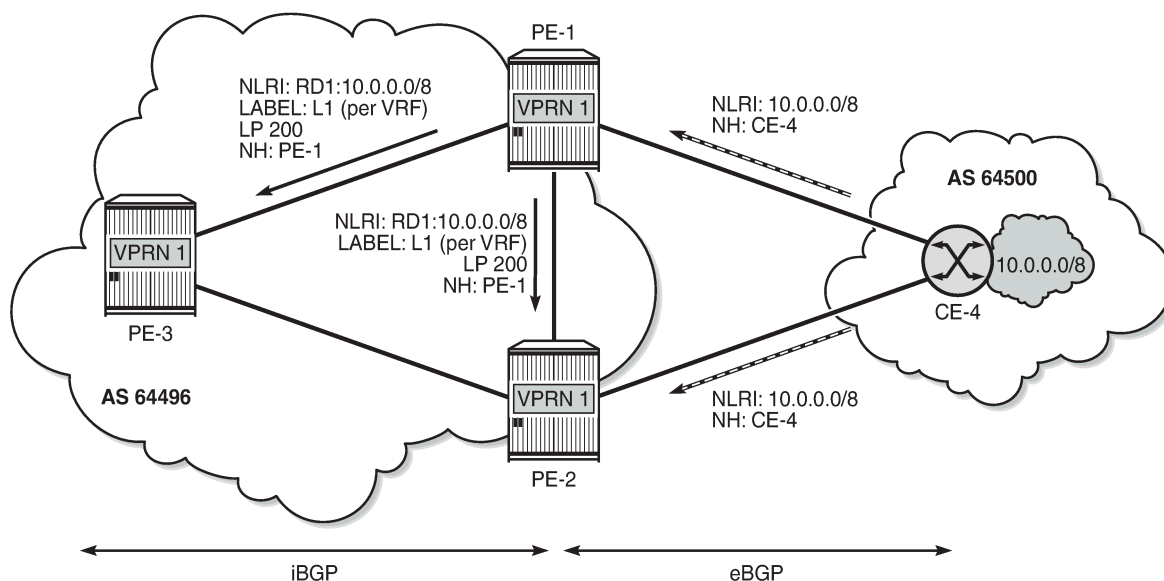 PE-1
VPRN 1
NLRI: RD1:10.0.0.0/8
LABEL: L1 (per VRF)
LP 200
NH: PE-1
NLRI: 10.0.0.0/8
NH: CE-4
AS 64500
10.0.0.0/8
CE-4
NLRI: RD1:10.0.0.0/8
LABEL: L1 (per VRF)
LP 200
NH: PE-1
VPRN 1
PE-3
AS 64496
VPRN 1
PE-2
NLRI: 10.0.0.0/8
NH: CE-4
iBGP
eBGP